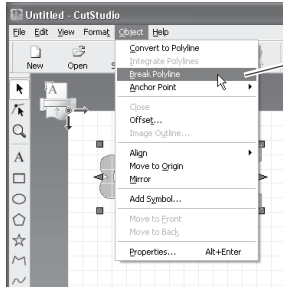 Untitled - CutStudio
File Edit View Format Object Help
New Open
Convert to Polyline
Integrate Polylines
Break Polyline
Anchor Point
Close
Offset...
Image Outline...
Align
Move to Origin
Mirror
Add Symbol...
Move to Front
Move to Back
Properties... Alt+Enter
A
A